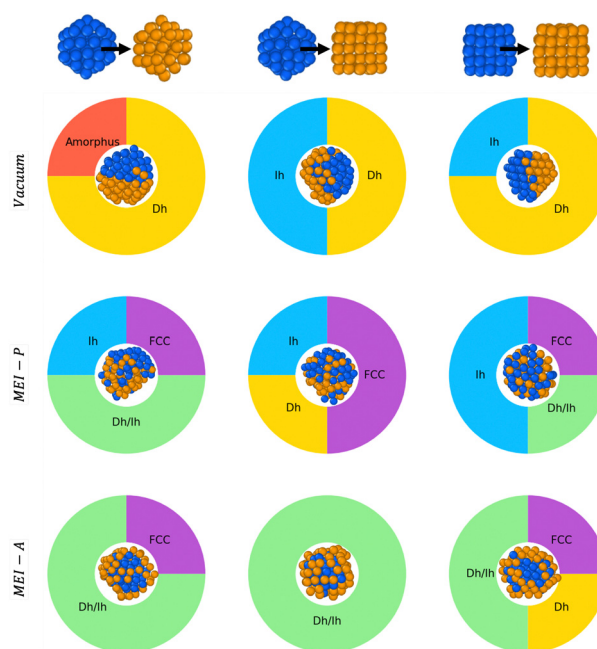 Vacuum
Amorphus
Dh
Ih
Dh
Ih
Dh
MEI − P
Ih
FCC
Dh/Ih
Ih
FCC
Dh
FCC
Ih
Dh/Ih
MEI − A
FCC
Dh/Ih
Dh/Ih
FCC
Dh/Ih
Dh